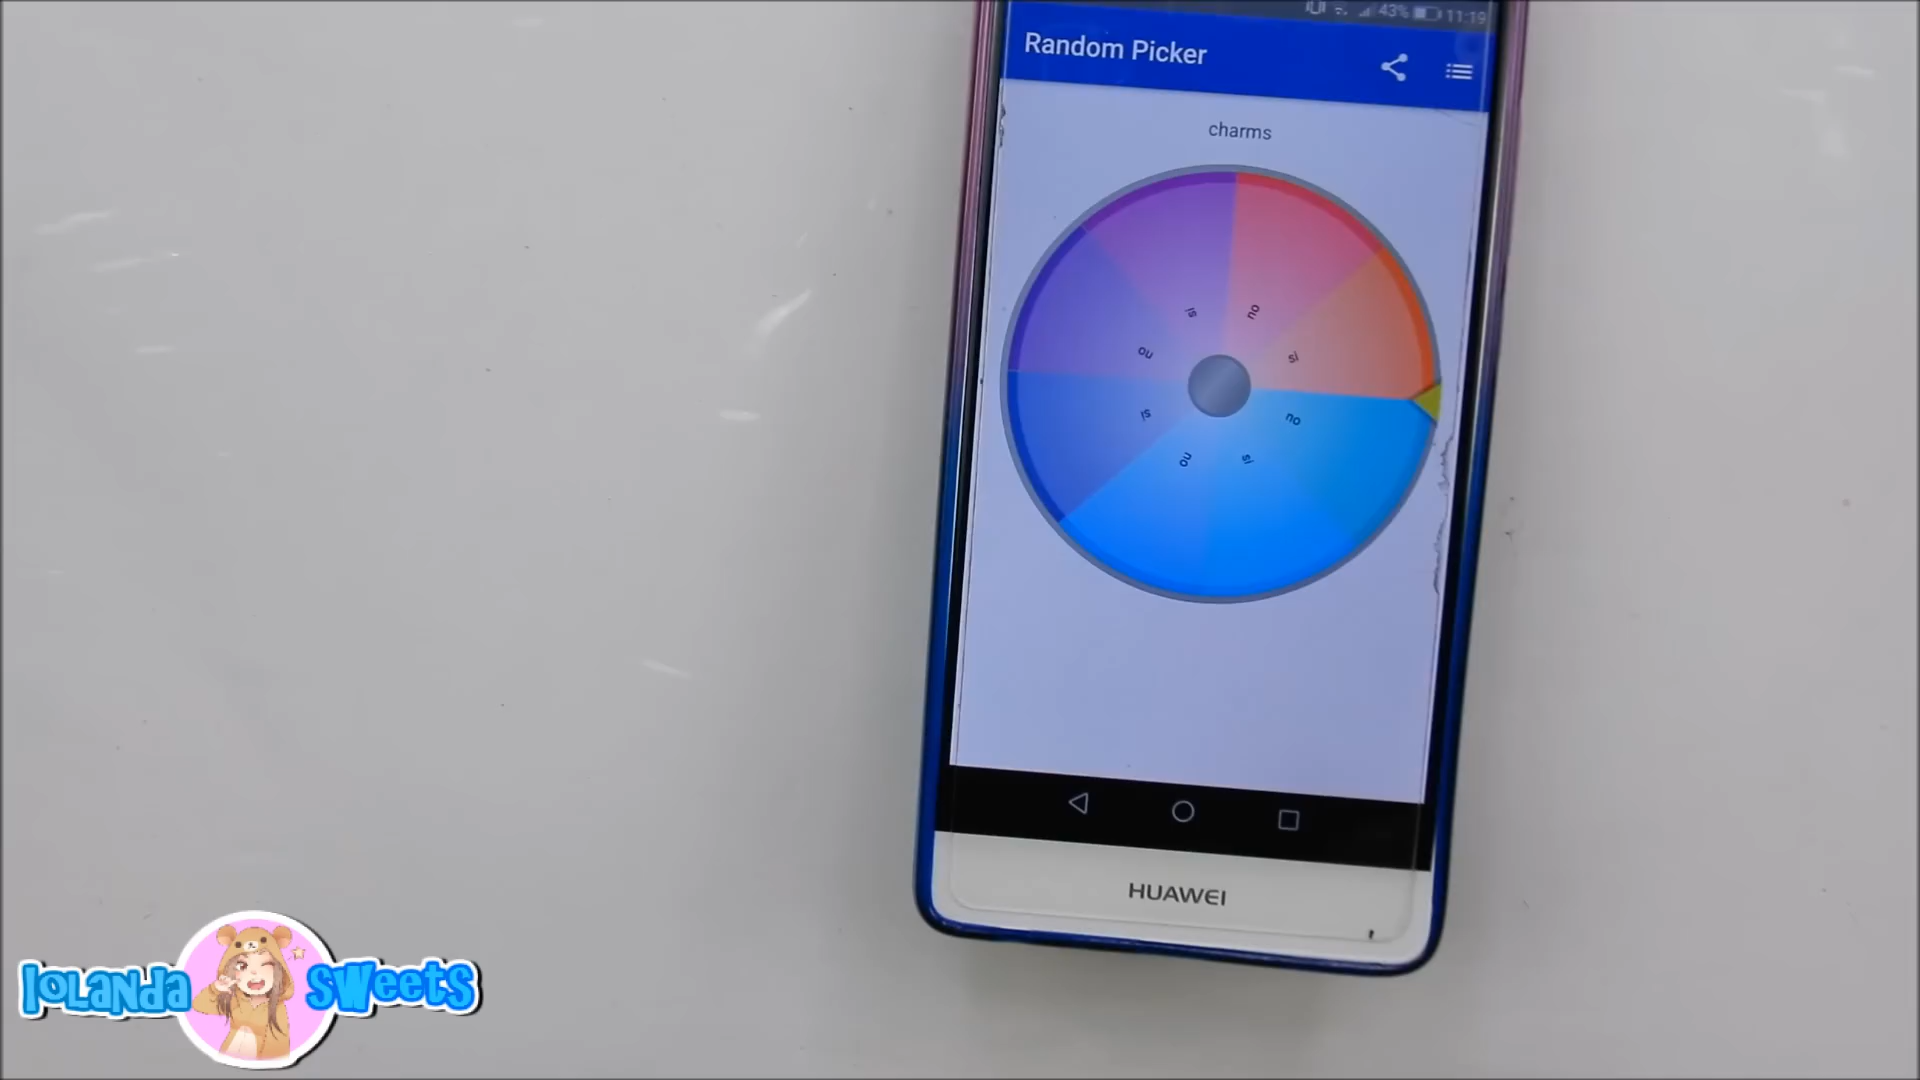 43% 11:19
Random Picker
charms
si
no
no
si
si
no
no
si
HUAWEI
IOLANDA SWeets